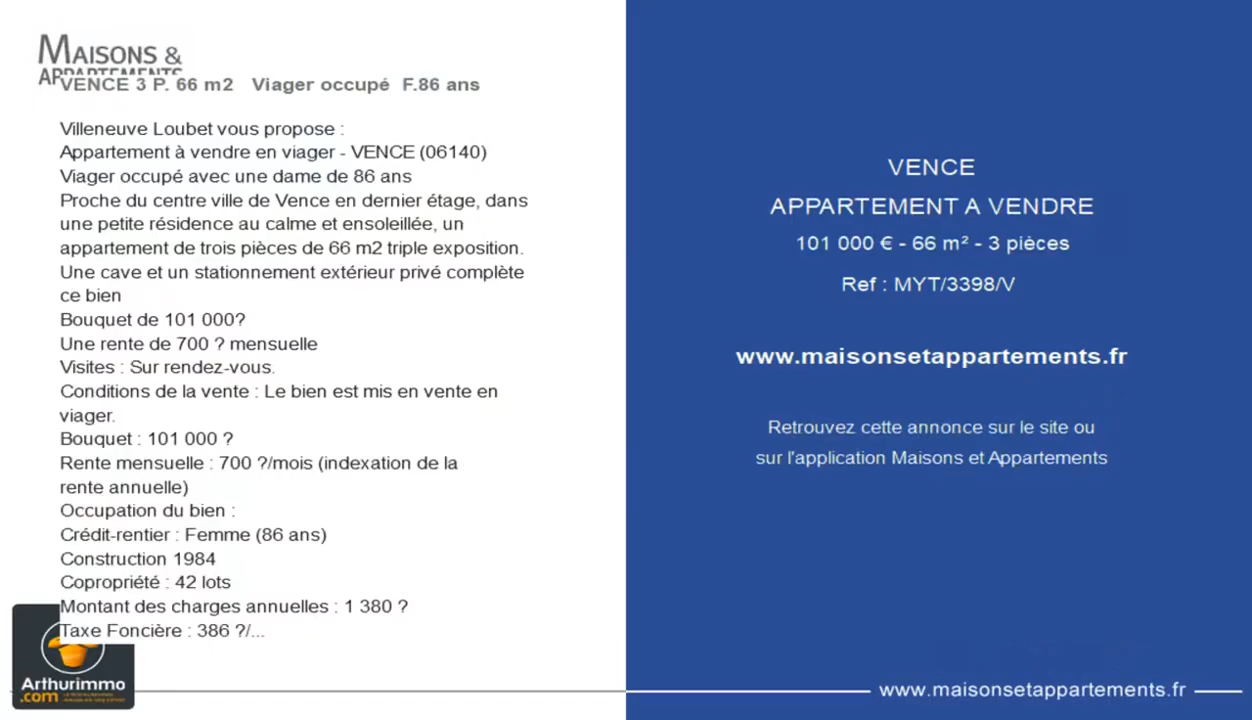 MAISONS &
APPARTEMENTS
VENCE 3 P. 66 m2 Viager occupé F.86 ans
Villeneuve Loubet vous propose :
Appartement à vendre en viager - VENCE (06140)
Viager occupé avec une dame de 86 ans
Proche du centre ville de Vence en dernier étage, dans
une petite résidence au calme et ensoleillée, un
appartement de trois pièces de 66 m2 triple exposition.
Une cave et un stationnement extérieur privé complète
ce bien
Bouquet de 101 000?
Une rente de 700 ? mensuelle
Visites : Sur rendez-vous.
Conditions de la vente : Le bien est mis en vente en
viager.
Bouquet : 101 000 ?
Rente mensuelle : 700 ?/mois (indexation de la
rente annuelle)
Occupation du bien :
Crédit-rentier : Femme (86 ans)
Construction 1984
Copropriété : 42 lots
Montant des charges annuelles : 1 380 ?
Taxe Foncière : 386 ?/...
Arthurimmo
.com
VENCE
APPARTEMENT A VENDRE
101 000 € - 66 m² - 3 pièces
Ref : MYT/3398/V
www.maisonsetappartements.fr
Retrouvez cette annonce sur le site ou
sur l'application Maisons et Appartements
www.maisonsetappartements.fr